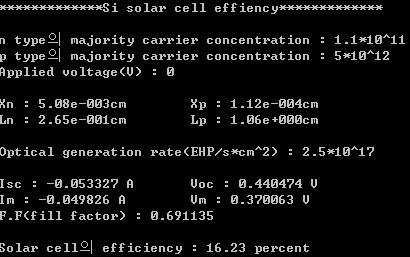 *************Si solar cell effiency*************
n type으| majority carrier concentration : 1.1*10^11
p type으| majority carrier concentration : 5*10^12
Applied voltage(V) : 0
Xn : 5.08e-003cm Xp : 1.12e-004cm
Ln : 2.65e-001cm Lp : 1.06e+000cm
Optical generation rate(EHP/s*cm^2) : 2.5*10^17
Isc : -0.053327 A Voc : 0.440474 V
Im : -0.049826 A Vm : 0.370063 V
F.F(fill factor) : 0.691135
Solar cell으| efficiency : 16.23 percent